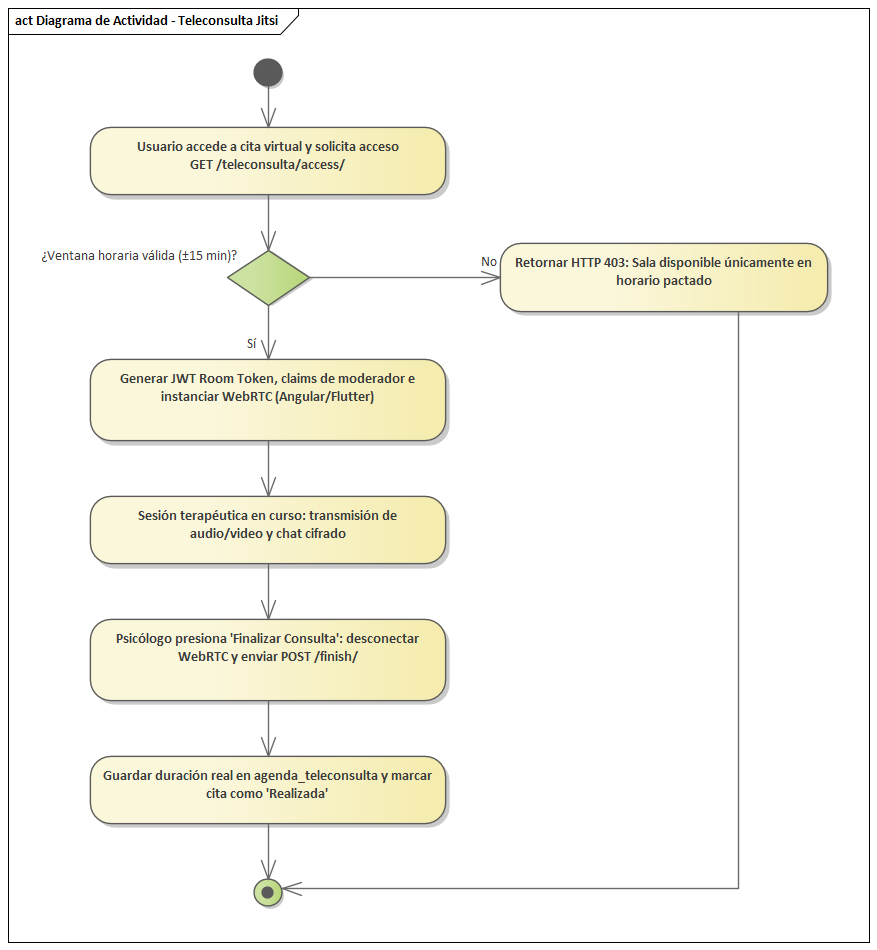 act Diagrama de Actividad - Teleconsulta Jitsi
Usuario accede a cita virtual y solicita acceso
GET /teleconsulta/access/
¿Ventana horaria válida (±15 min)?
No
Retornar HTTP 403: Sala disponible únicamente en
horario pactado
Sí
Generar JWT Room Token, claims de moderador e
instanciar WebRTC (Angular/Flutter)
Sesión terapéutica en curso: transmisión de
audio/video y chat cifrado
Psicólogo presiona 'Finalizar Consulta': desconectar
WebRTC y enviar POST /finish/
Guardar duración real en agenda_teleconsulta y marcar
cita como 'Realizada'